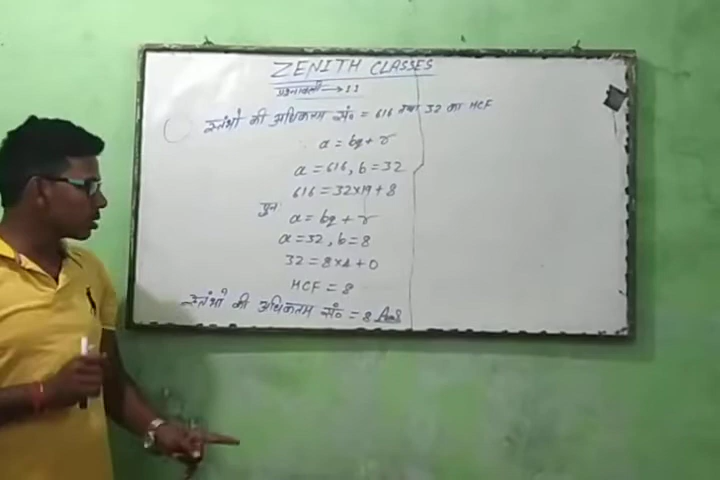 ZENITH CLASSES
प्रश्नावली → 1.1
स्तंभों की अधिकतम सं० = 616 तथा 32 का HCF
a = bq + r
a = 616, b = 32
616 = 32×19 + 8
पुनः
a = bq + r
a = 32, b = 8
32 = 8×4 + 0
HCF = 8
स्तंभों की अधिकतम सं० = 8 Ans